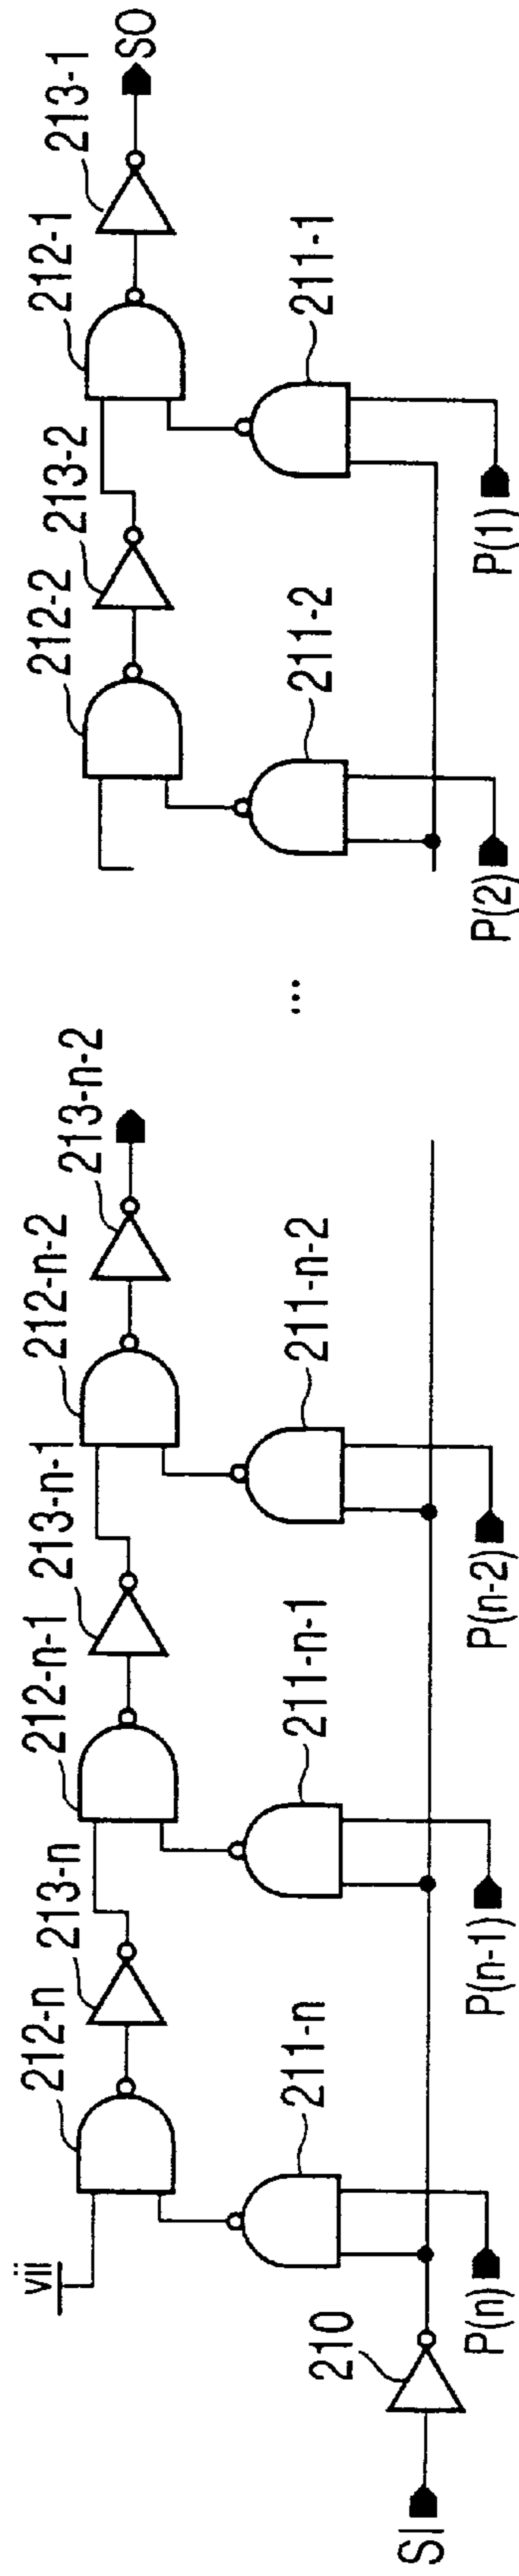 vii
212-n
213-n
212-n-1
213-n-1
212-n-2
213-n-2
212-2
213-2
212-1
213-1
SO
211-n
211-n-1
211-n-2
...
211-2
211-1
210
SI
P(n)
P(n-1)
P(n-2)
P(2)
P(1)